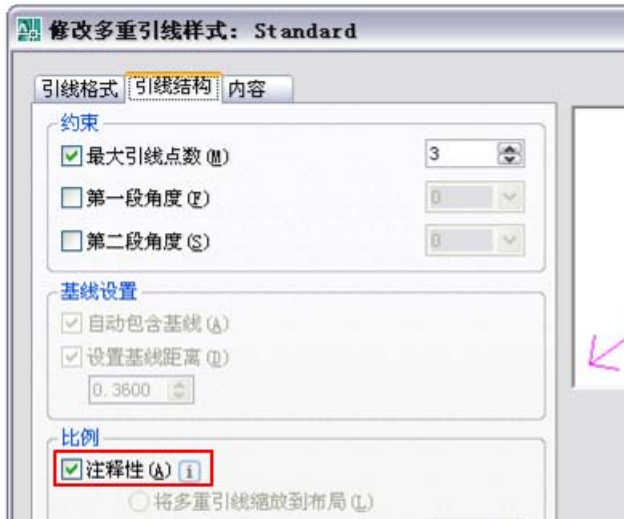 修改多重引线样式: Standard
引线格式 引线结构 内容
约束
最大引线点数(M) 3
第一段角度(F) 0
第二段角度(S) 0
基线设置
自动包含基线(A)
设置基线距离(D)
0.3600
比例
注释性(A) i
将多重引线缩放到布局(L)